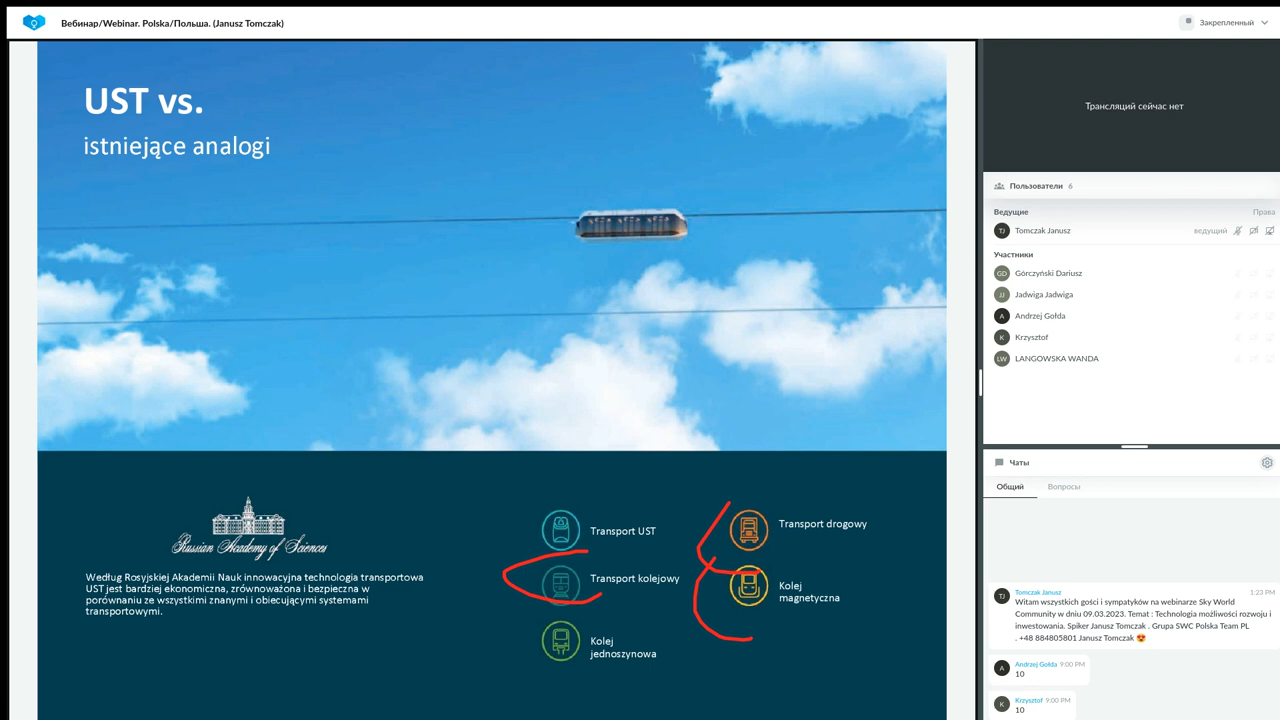 Вебинар/Webinar. Polska/Польша. (Janusz Tomczak)
Закрепленный
UST vs.
istniejące analogi
Russian Academy of Sciences
Według Rosyjskiej Akademii Nauk innowacyjna technologia transportowa
UST jest bardziej ekonomiczna, zrównoważona i bezpieczna w
porównaniu ze wszystkimi znanymi i obiecującymi systemami
transportowymi.
Transport UST
Transport kolejowy
Kolej
jednoszynowa
Transport drogowy
Kolej
magnetyczna
Трансляций сейчас нет
Пользователи 6
Ведущие Права
TJ Tomczak Janusz ведущий
Участники
GD Górczyński Dariusz
JJ Jadwiga Jadwiga
A Andrzej Gołda
K Krzysztof
LW LANGOWSKA WANDA
Чаты
Общий Вопросы
TJ Tomczak Janusz 1:23 PM
Witam wszystkich gości i sympatyków na webinarze Sky World
Community w dniu 09.03.2023. Temat : Technologia możliwości rozwoju i
inwestowania. Spiker Janusz Tomczak . Grupa SWC Polska Team PL
. +48 884805801 Janusz Tomczak 😍
A Andrzej Gołda 9:00 PM
10
K Krzysztof 9:00 PM
10